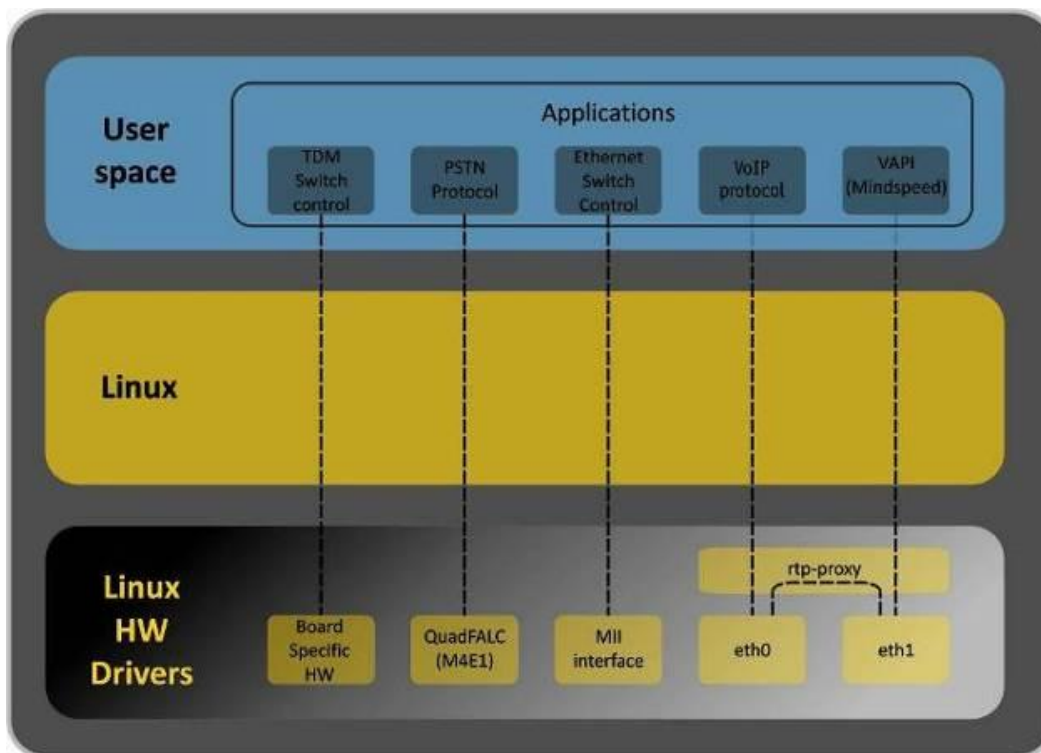 User
space
Applications
TDM
Switch
control
PSTN
Protocol
Ethernet
Switch
Control
VoIP
protocol
VAPI
(Mindspeed)
Linux
Linux
HW
Drivers
rtp-proxy
Board
Specific
HW
QuadFALC
(M4E1)
MII
interface
eth0
eth1